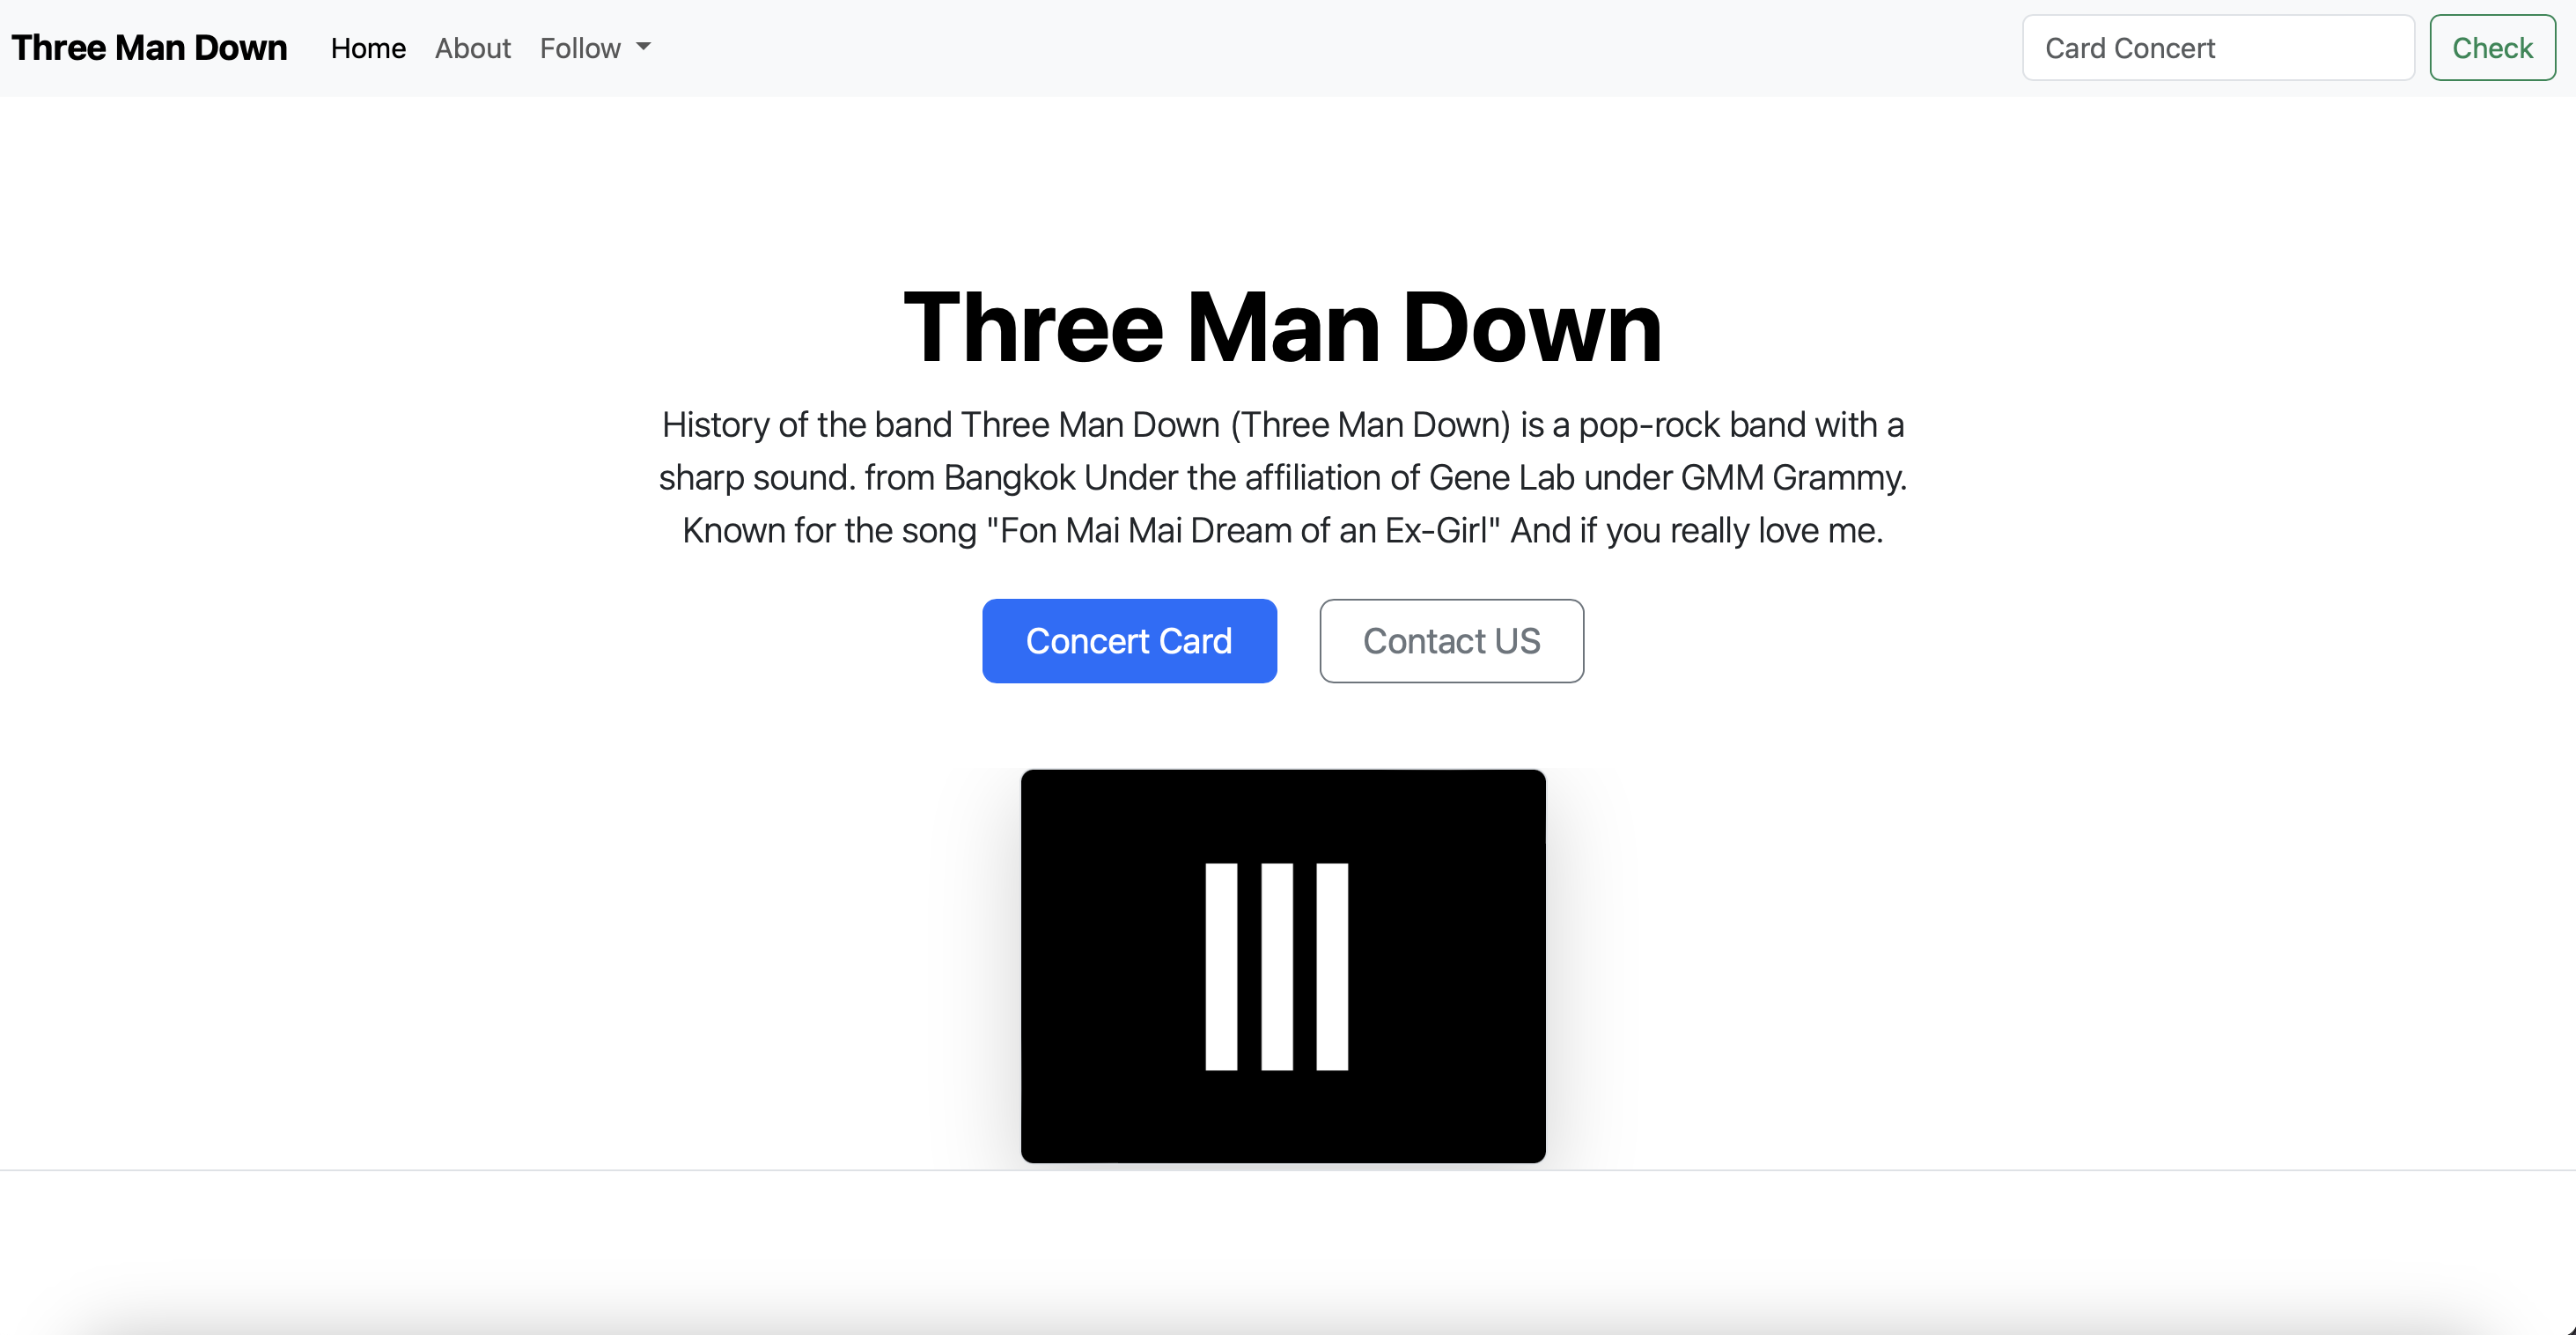 Three Man Down Home About Follow Card Concert Check
Three Man Down
History of the band Three Man Down (Three Man Down) is a pop-rock band with a
sharp sound. from Bangkok Under the affiliation of Gene Lab under GMM Grammy.
Known for the song "Fon Mai Mai Dream of an Ex-Girl" And if you really love me.
Concert Card Contact US